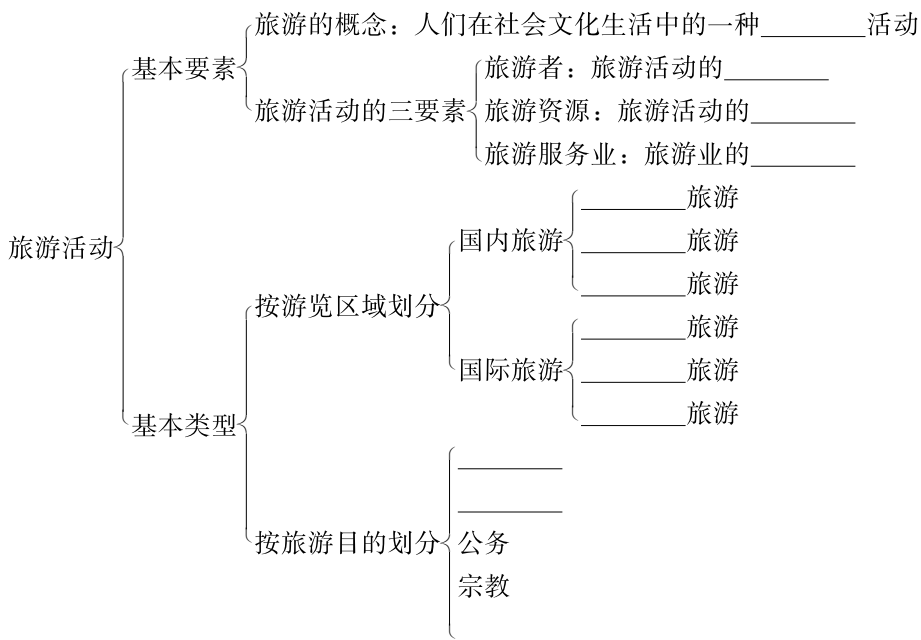 旅游的概念：人们在社会文化生活中的一种________活动
基本要素
旅游者：旅游活动的________
旅游活动的三要素
旅游资源：旅游活动的________
旅游服务业：旅游业的________
________旅游
国内旅游
________旅游
旅游活动
________旅游
按游览区域划分
________旅游
国际旅游
________旅游
________旅游
基本类型
________
________
按旅游目的划分
公务
宗教